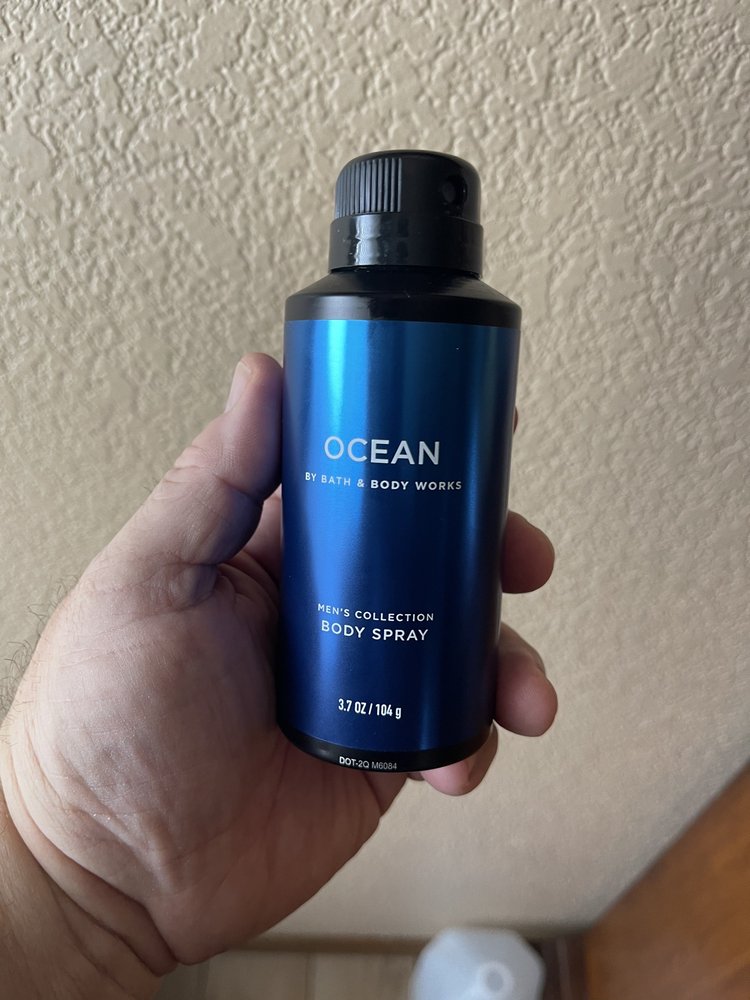 OCEAN
BY BATH & BODY WORKS
MEN'S COLLECTION
BODY SPRAY
3.7 OZ / 104 g
DOT-2Q M6084